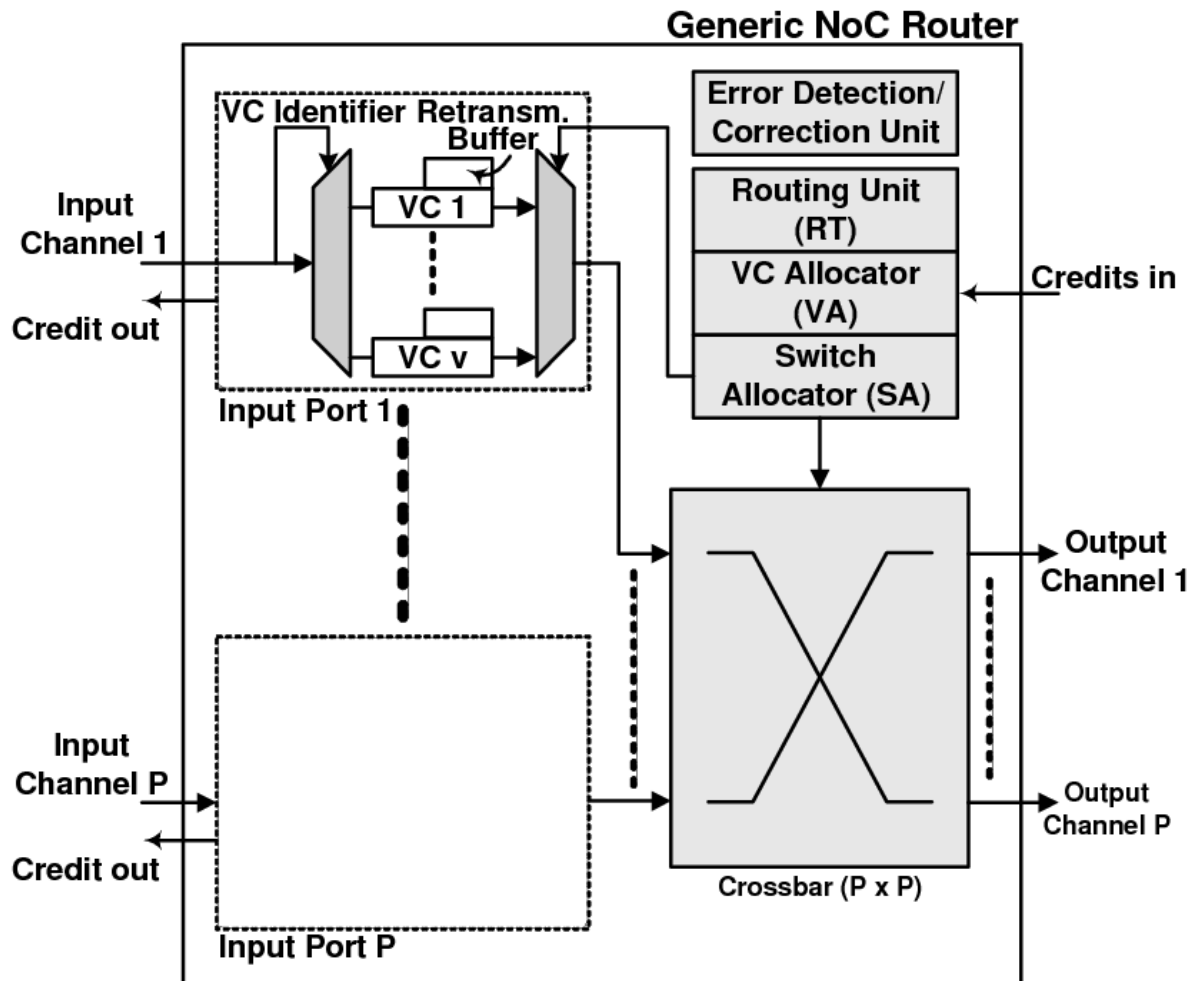 Generic NoC Router
VC Identifier Retransm.
Buffer
VC 1
VC v
Input Port 1
Input
Channel 1
Credit out
Error Detection/
Correction Unit
Routing Unit
(RT)
VC Allocator
(VA)
Switch
Allocator (SA)
Credits in
Output
Channel 1
Input
Channel P
Credit out
Input Port P
Output
Channel P
Crossbar (P x P)